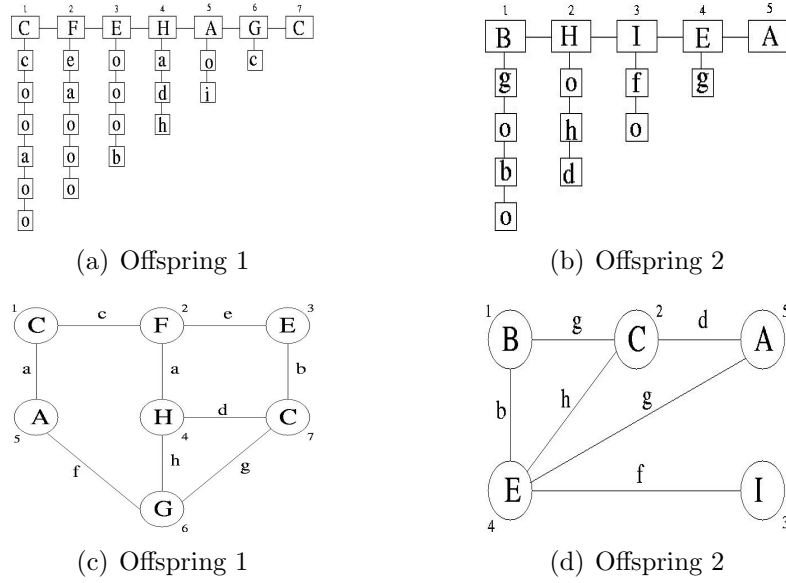 1 2 3 4 5 6 7
C F E H A G C
c e o a o c
o a o d i
o o o h
a o b
o o
o
(a) Offspring 1
1 2 3 4 5
B H I E A
g o f g
o h o
b d
o
(b) Offspring 2
1 2 3
C c F e E
a a b
A H d C
5 4 7
f h g
G
6
(c) Offspring 1
1 2 5
B g C d A
b h g
E f I
4 3
(d) Offspring 2